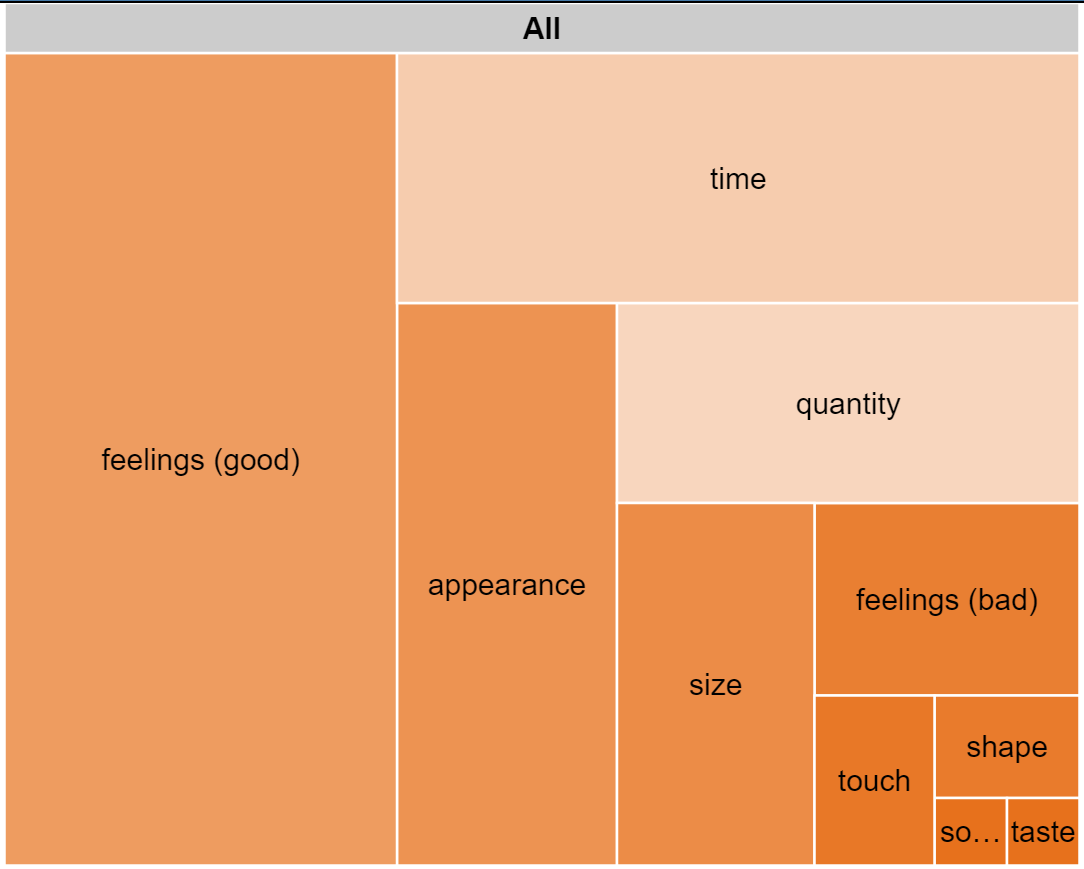 All
time
feelings (good)
quantity
appearance
feelings (bad)
size
shape
touch
so…
taste